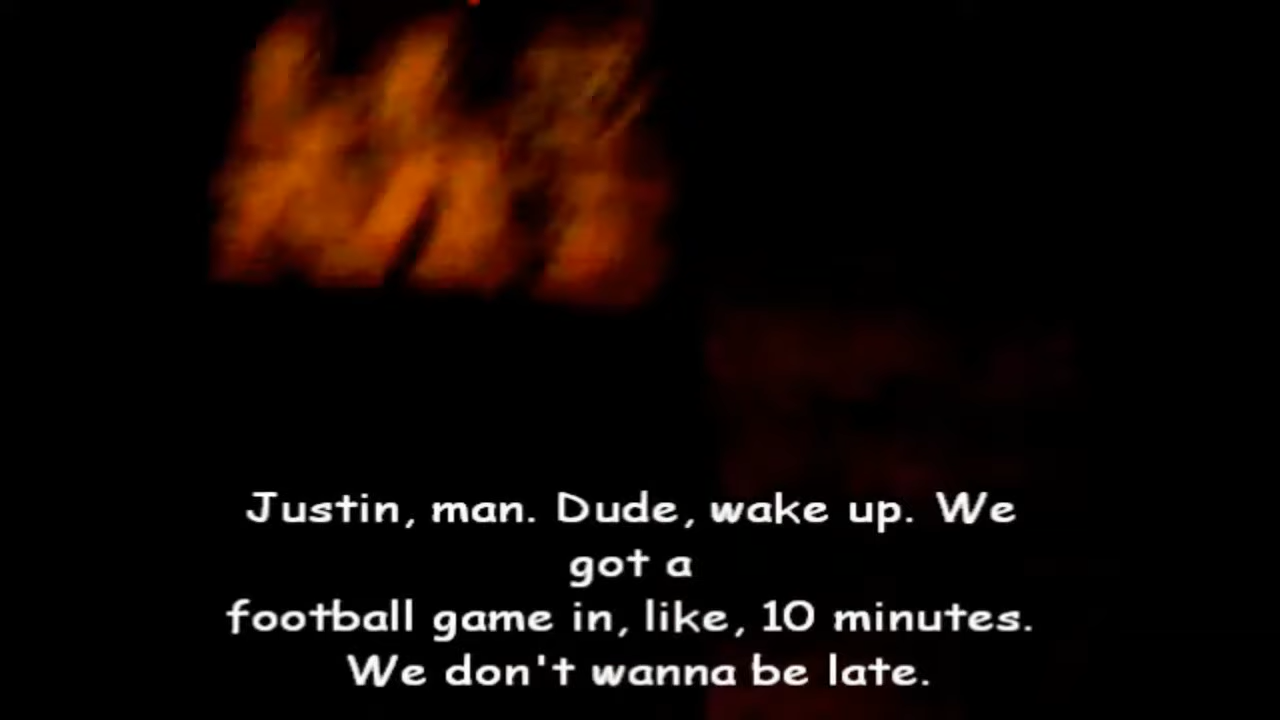 Justin, man. Dude, wake up. We
got a
football game in, like, 10 minutes.
We don't wanna be late.